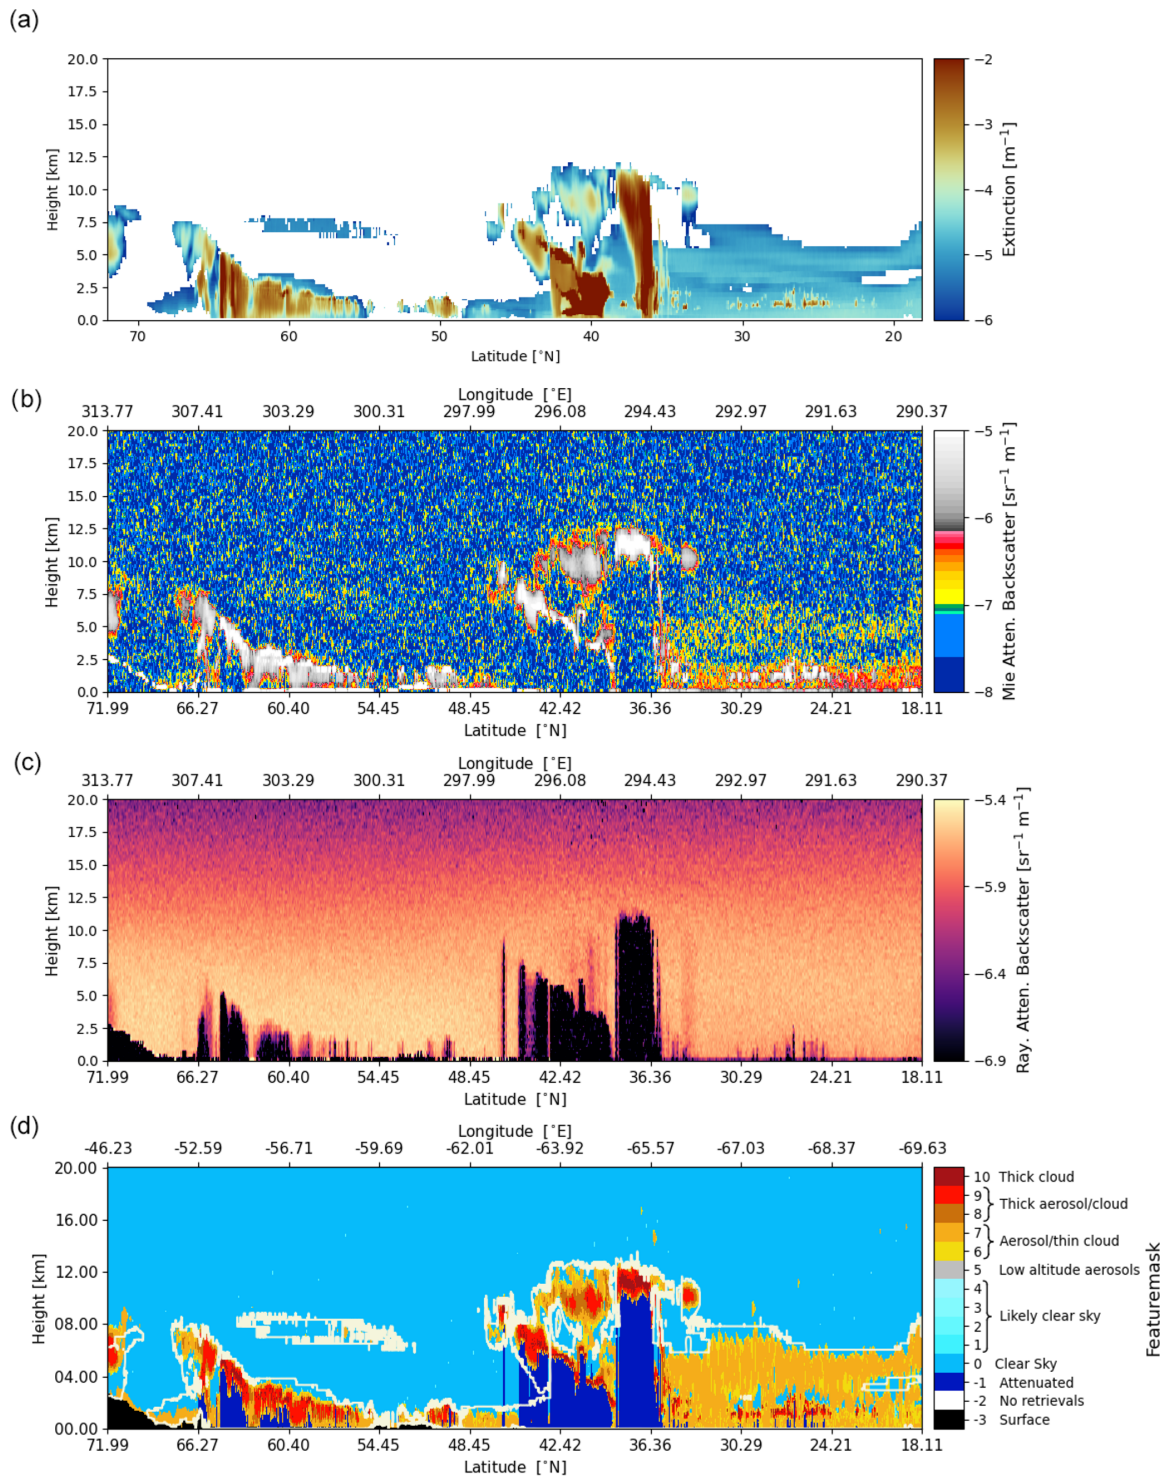 (a)
20.0
17.5
15.0
12.5
10.0
7.5
5.0
2.5
0.0
Height [km]
70 60 50 40 30 20
Latitude [°N]
−2
−3
−4
−5
−6
Extinction [m⁻¹]
(b)
Longitude [°E]
313.77 307.41 303.29 300.31 297.99 296.08 294.43 292.97 291.63 290.37
20.0
17.5
15.0
12.5
10.0
7.5
5.0
2.5
0.0
Height [km]
71.99 66.27 60.40 54.45 48.45 42.42 36.36 30.29 24.21 18.11
Latitude [°N]
−5
−6
−7
−8
Mie Atten. Backscatter [sr⁻¹ m⁻¹]
(c)
Longitude [°E]
313.77 307.41 303.29 300.31 297.99 296.08 294.43 292.97 291.63 290.37
20.0
17.5
15.0
12.5
10.0
7.5
5.0
2.5
0.0
Height [km]
71.99 66.27 60.40 54.45 48.45 42.42 36.36 30.29 24.21 18.11
Latitude [°N]
−5.4
−5.9
−6.4
−6.9
Ray. Atten. Backscatter [sr⁻¹ m⁻¹]
(d)
Longitude [°E]
-46.23 -52.59 -56.71 -59.69 -62.01 -63.92 -65.57 -67.03 -68.37 -69.63
20.00
16.00
12.00
08.00
04.00
00.00
Height [km]
71.99 66.27 60.40 54.45 48.45 42.42 36.36 30.29 24.21 18.11
Latitude [°N]
10 Thick cloud
9
Thick aerosol/cloud
8
7
Aerosol/thin cloud
6
5 Low altitude aerosols
4
3
Likely clear sky
2
1
0 Clear Sky
-1 Attenuated
-2 No retrievals
-3 Surface
Featuremask